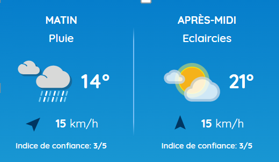 MATIN
Pluie
14°
15 km/h
Indice de confiance: 3/5
APRÈS-MIDI
Eclaircies
21°
15 km/h
Indice de confiance: 3/5